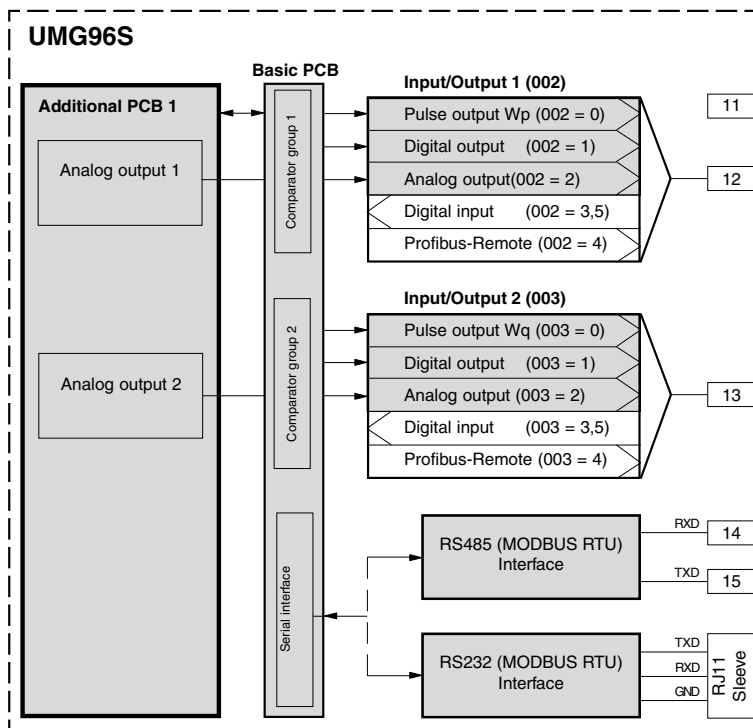 UMG96S
Additional PCB 1
Analog output 1
Analog output 2
Basic PCB
Comparator group 1
Comparator group 2
Serial interface
Input/Output 1 (002)
Pulse output Wp (002 = 0)
Digital output (002 = 1)
Analog output(002 = 2)
Digital input (002 = 3,5)
Profibus-Remote (002 = 4)
11
12
Input/Output 2 (003)
Pulse output Wq (003 = 0)
Digital output (003 = 1)
Analog output (003 = 2)
Digital input (003 = 3,5)
Profibus-Remote (003 = 4)
13
RS485 (MODBUS RTU)
Interface
RXD
14
TXD
15
RS232 (MODBUS RTU)
Interface
TXD
RXD
GND
RJ11
Sleeve